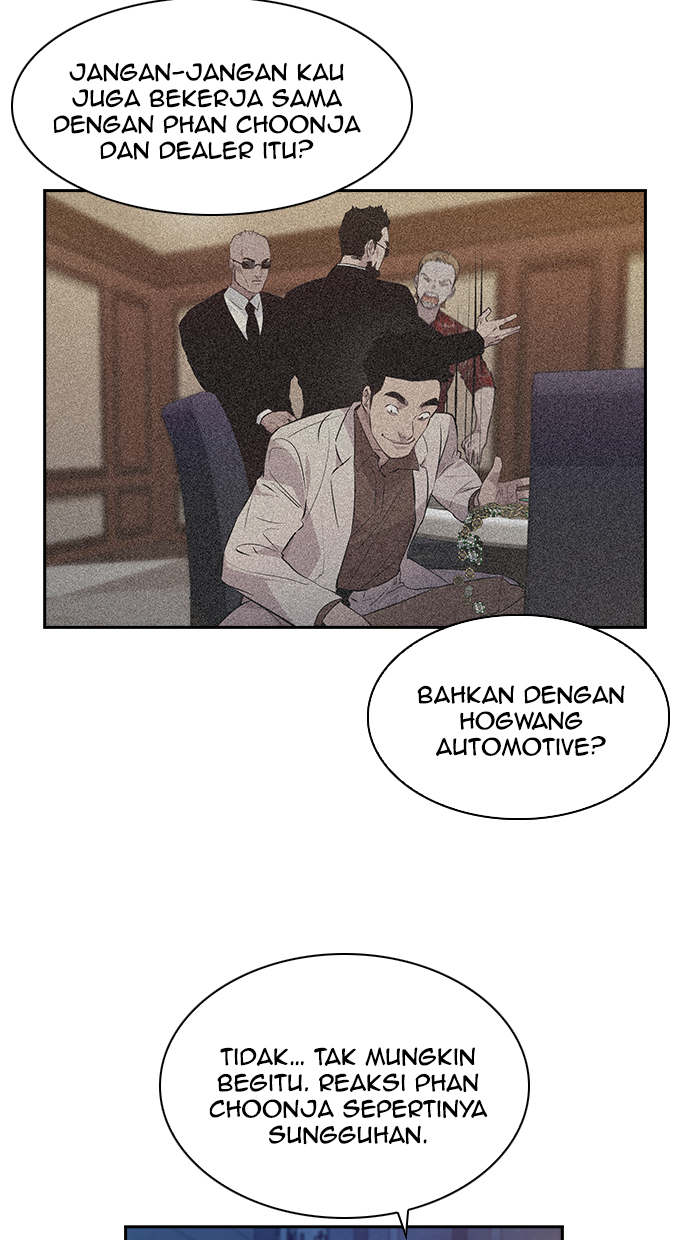 JANGAN-JANGAN KAU
JUGA BEKERJA SAMA
DENGAN PHAN CHOONJA
DAN DEALER ITU?
BAHKAN DENGAN
HOGWANG
AUTOMOTIVE?
TIDAK... TAK MUNGKIN
BEGITU. REAKSI PHAN
CHOONJA SEPERTINYA
SUNGGUHAN.